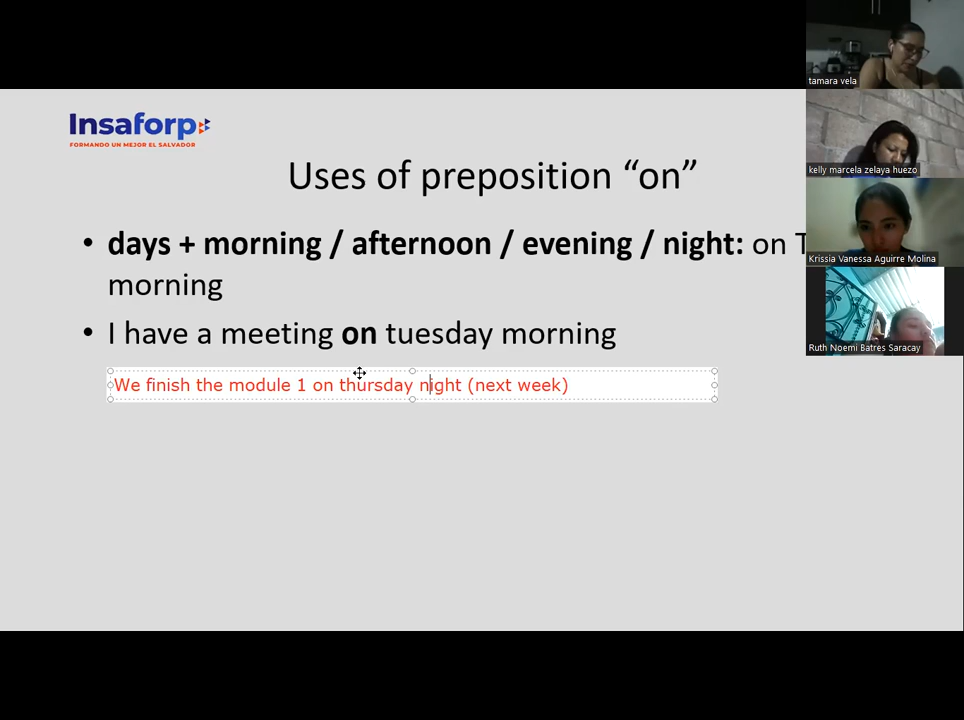 Insaforp
FORMANDO UN MEJOR EL SALVADOR
Uses of preposition “on”
• days + morning / afternoon / evening / night: on T
morning
• I have a meeting on tuesday morning
We finish the module 1 on thursday night (next week)
tamara vela
kelly marcela zelaya huezo
Krissia Vanessa Aguirre Molina
Ruth Noemi Batres Saracay